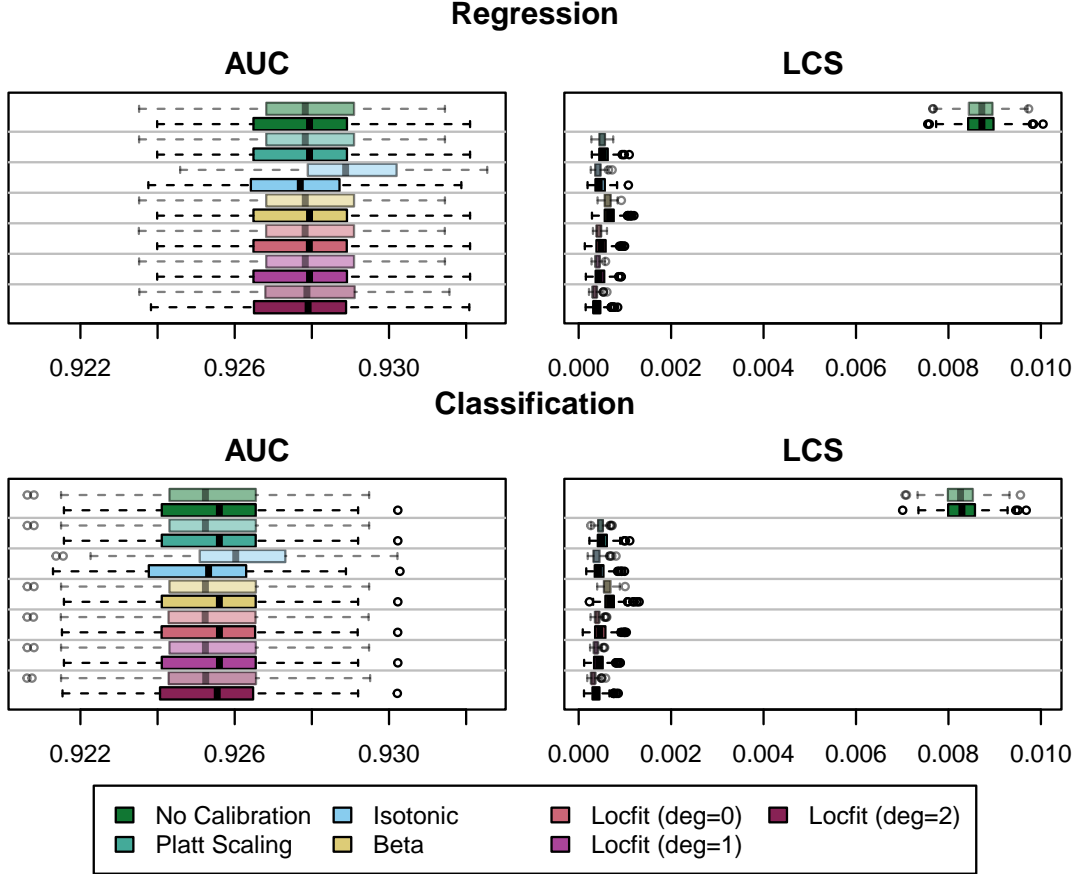 Regression
AUC LCS
0.922 0.926 0.930 0.000 0.002 0.004 0.006 0.008 0.010
Classification
AUC LCS
0.922 0.926 0.930 0.000 0.002 0.004 0.006 0.008 0.010
No Calibration Isotonic Locfit (deg=0) Locfit (deg=2)
Platt Scaling Beta Locfit (deg=1)